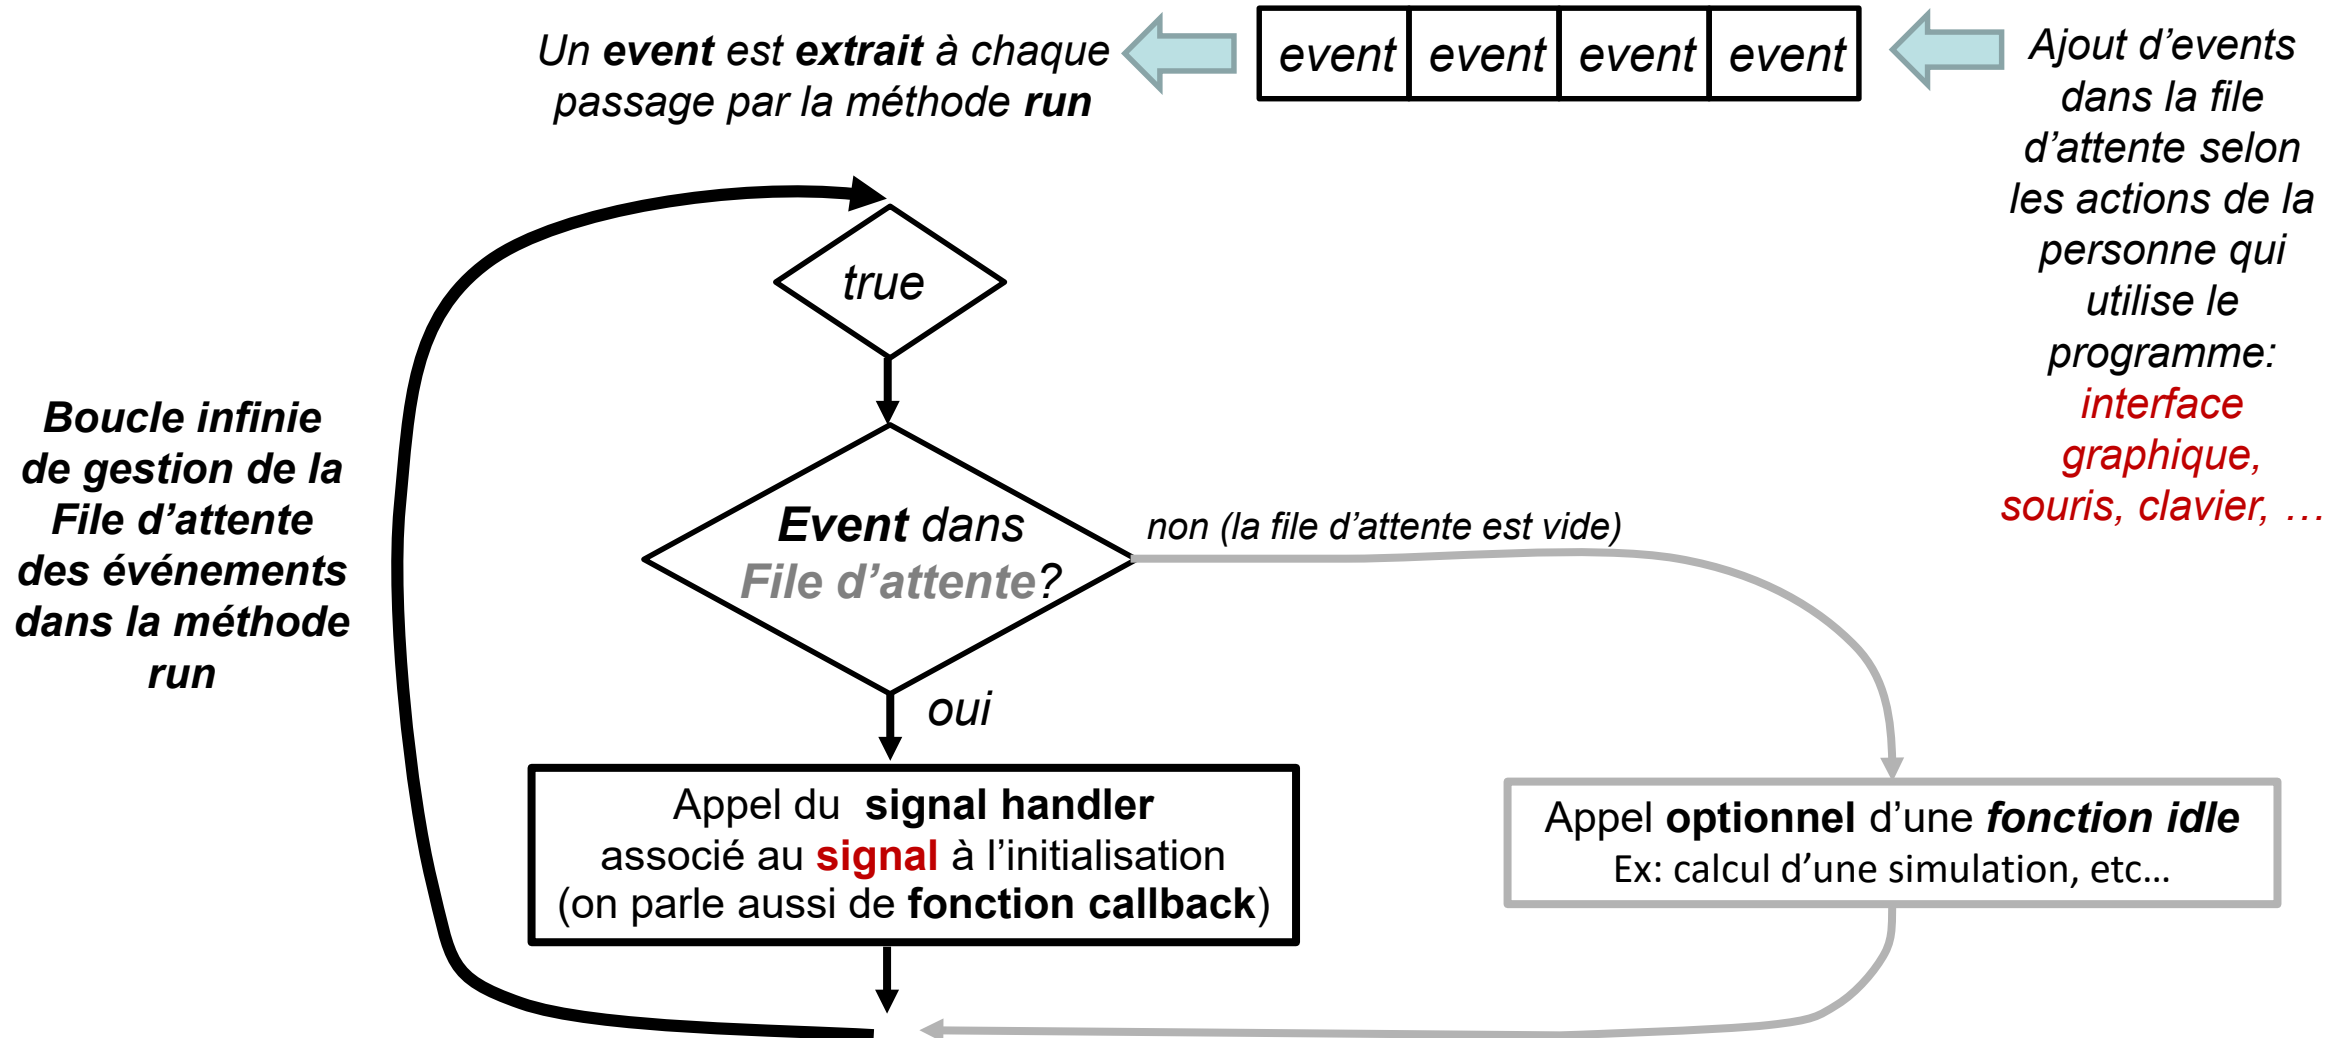 Un event est extrait à chaque
passage par la méthode run
event event event event
Ajout d’events
dans la file
d’attente selon
les actions de la
personne qui
utilise le
programme:
interface
graphique,
souris, clavier, …
true
Boucle infinie
de gestion de la
File d’attente
des événements
dans la méthode
run
Event dans
File d’attente?
non (la file d’attente est vide)
oui
Appel du signal handler
associé au signal à l’initialisation
(on parle aussi de fonction callback)
Appel optionnel d’une fonction idle
Ex: calcul d’une simulation, etc…